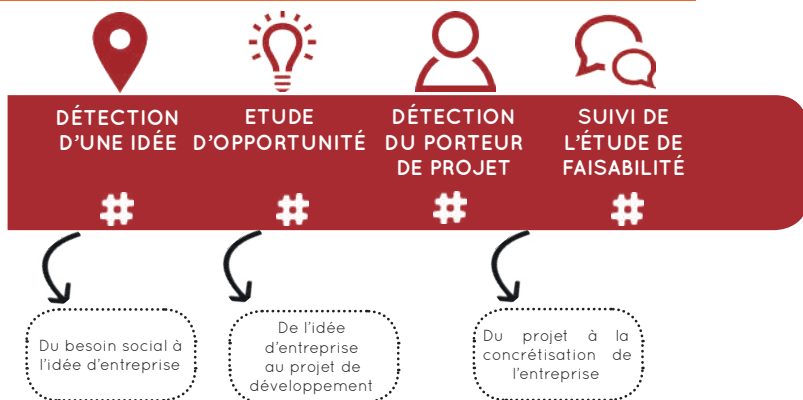 DÉTECTION
D'UNE IDÉE
ETUDE
D'OPPORTUNITÉ
DÉTECTION
DU PORTEUR
DE PROJET
SUIVI DE
L'ÉTUDE DE
FAISABILITÉ
#
#
#
#
Du besoin social à
l'idée d'entreprise
De l'idée
d'entreprise
au projet de
développement
Du projet à la
concrétisation de
l'entreprise